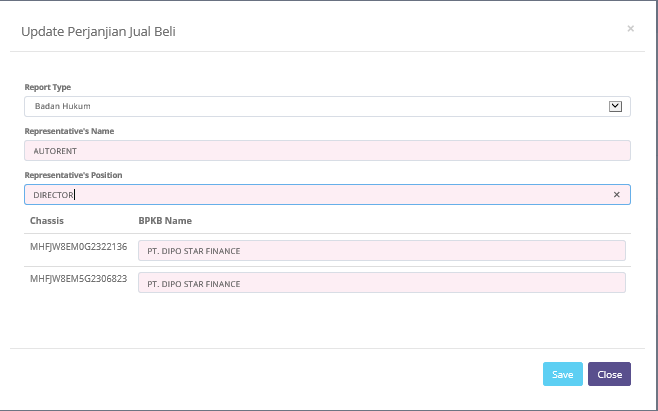 Update Perjanjian Jual Beli ×
Report Type
Badan Hukum
Representative's Name
AUTORENT
Representative's Position
DIRECTOR ×
Chassis BPKB Name
MHFJW8EM0G2322136 PT. DIPO STAR FINANCE
MHFJW8EM5G2306823 PT. DIPO STAR FINANCE
Save Close